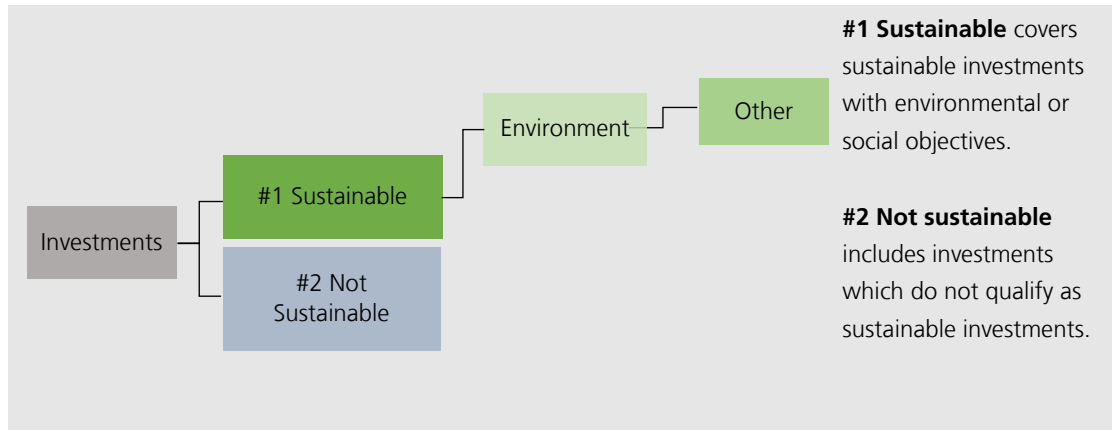 Investments
#1 Sustainable
#2 Not
Sustainable
Environment
Other
#1 Sustainable covers
sustainable investments
with environmental or
social objectives.
#2 Not sustainable
includes investments
which do not qualify as
sustainable investments.